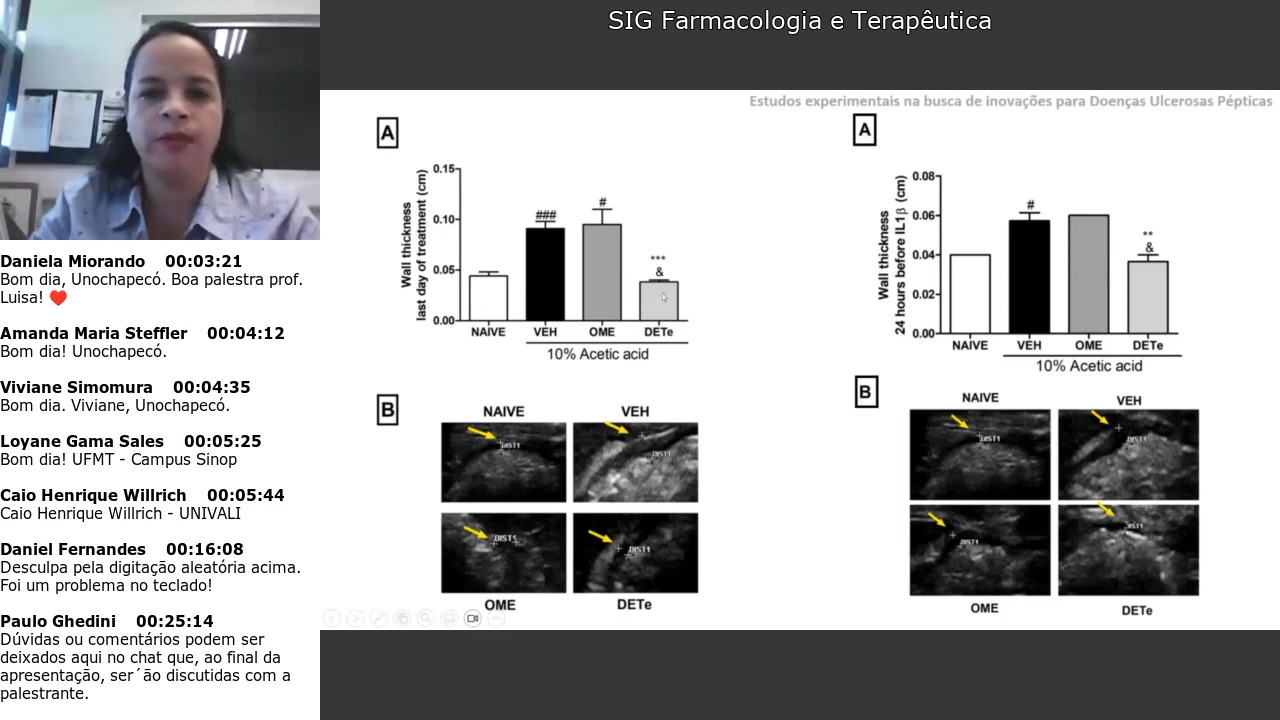 SIG Farmacologia e Terapêutica
Estudos experimentais na busca de inovações para Doenças Ulcerosas Pépticas
Daniela Miorando 00:03:21
Bom dia, Unochapecó. Boa palestra prof.
Luisa! ❤️
Amanda Maria Steffler 00:04:12
Bom dia! Unochapecó.
Viviane Simomura 00:04:35
Bom dia. Viviane, Unochapecó.
Loyane Gama Sales 00:05:25
Bom dia! UFMT - Campus Sinop
Caio Henrique Willrich 00:05:44
Caio Henrique Willrich - UNIVALI
Daniel Fernandes 00:16:08
Desculpa pela digitação aleatória acima.
Foi um problema no teclado!
Paulo Ghedini 00:25:14
Dúvidas ou comentários podem ser
deixados aqui no chat que, ao final da
apresentação, ser´ão discutidas com a
palestrante.
A
Wall thickness
last day of treatment (cm)
0.15
0.10
0.05
0.00
###
#
***
&
NAIVE VEH OME DETe
10% Acetic acid
B
NAIVE VEH
DIST1
DIST1
DIST1
DIST1
OME DETe
A
Wall thickness
24 hours before IL1β (cm)
0.08
0.06
0.04
0.02
0.00
#
**
&
NAIVE VEH OME DETe
10% Acetic acid
B
NAIVE VEH
DIST1
DIST1
DIST1
DIST1
OME DETe